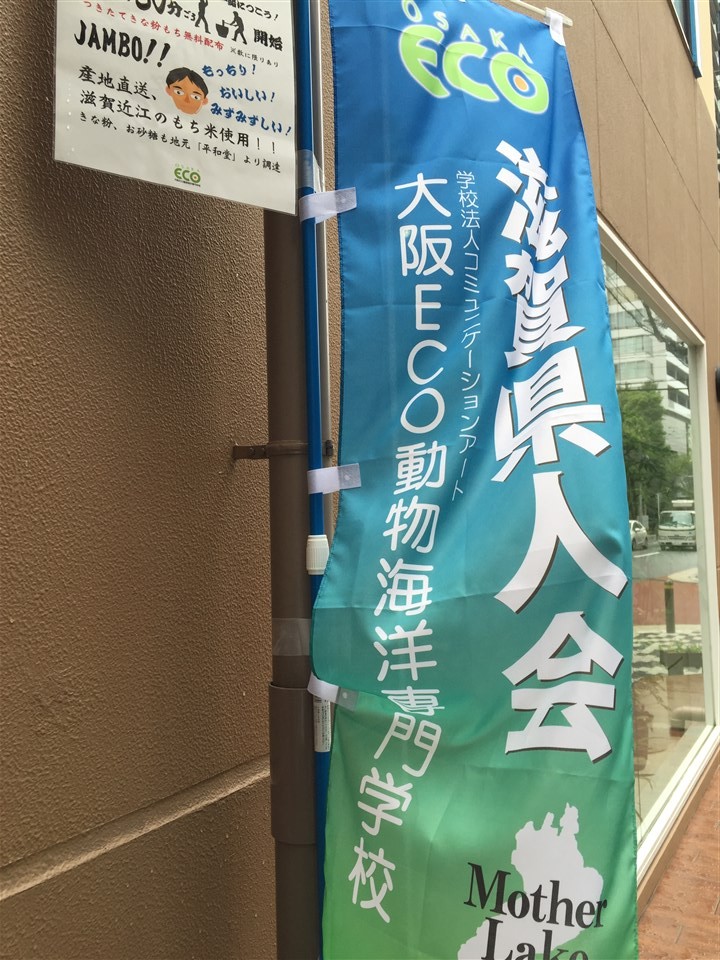 開始
つきたてきな粉もち無料配布 ※数に限りあり
JAMBO!!
もっちり!
おいしい!
みずみずしい!
産地直送、
滋賀近江のもち米使用!!
きな粉、お砂糖も地元「平和堂」より調達
OSAKA
ECO
OSAKA
ECO
滋賀県人会
学校法人コミュニケーションアート
大阪ECO動物海洋専門学校
Mother
Lake